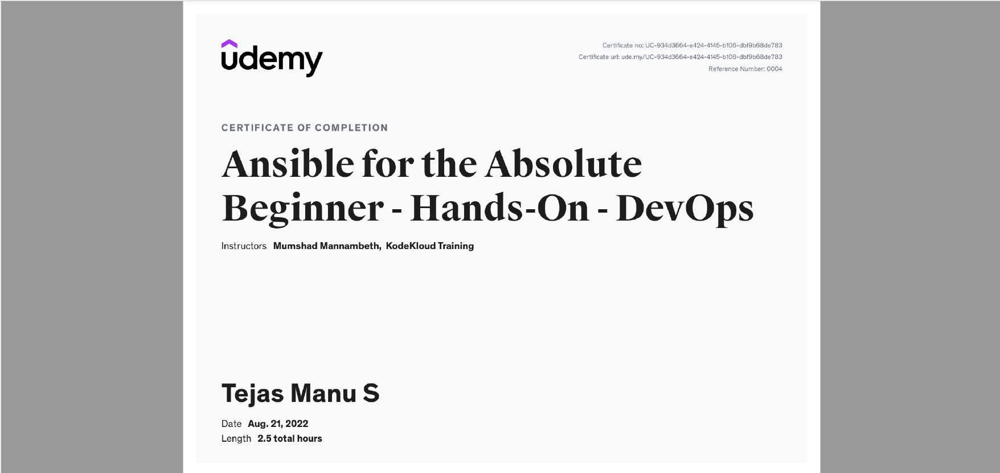 udemy
Certificate no: UC-934d3664-e424-4145-b106-dbf9b68de783
Certificate url: ude.my/UC-934d3664-e424-4145-b106-dbf9b68de783
Reference Number: 0004
CERTIFICATE OF COMPLETION
Ansible for the Absolute
Beginner - Hands-On - DevOps
Instructors Mumshad Mannambeth, KodeKloud Training
Tejas Manu S
Date Aug. 21, 2022
Length 2.5 total hours